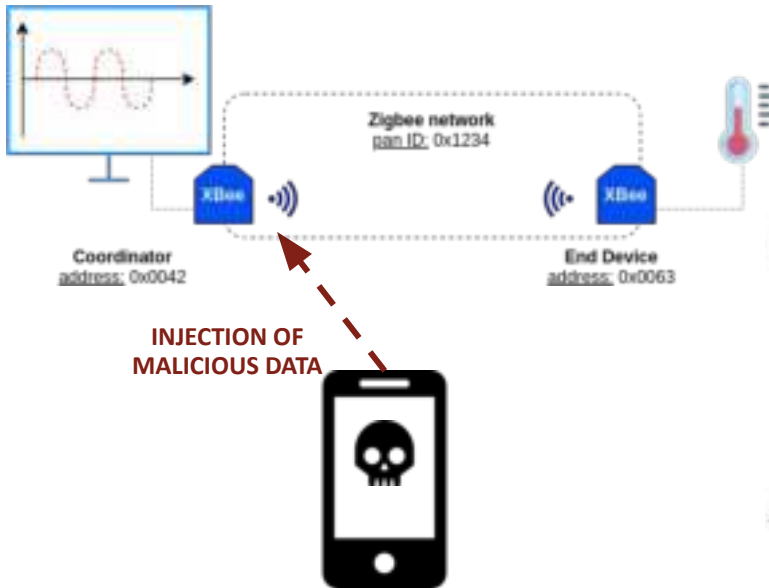 Zigbee network
pan ID: 0x1234
XBee
XBee
Coordinator
address: 0x0042
End Device
address: 0x0063
INJECTION OF
MALICIOUS DATA